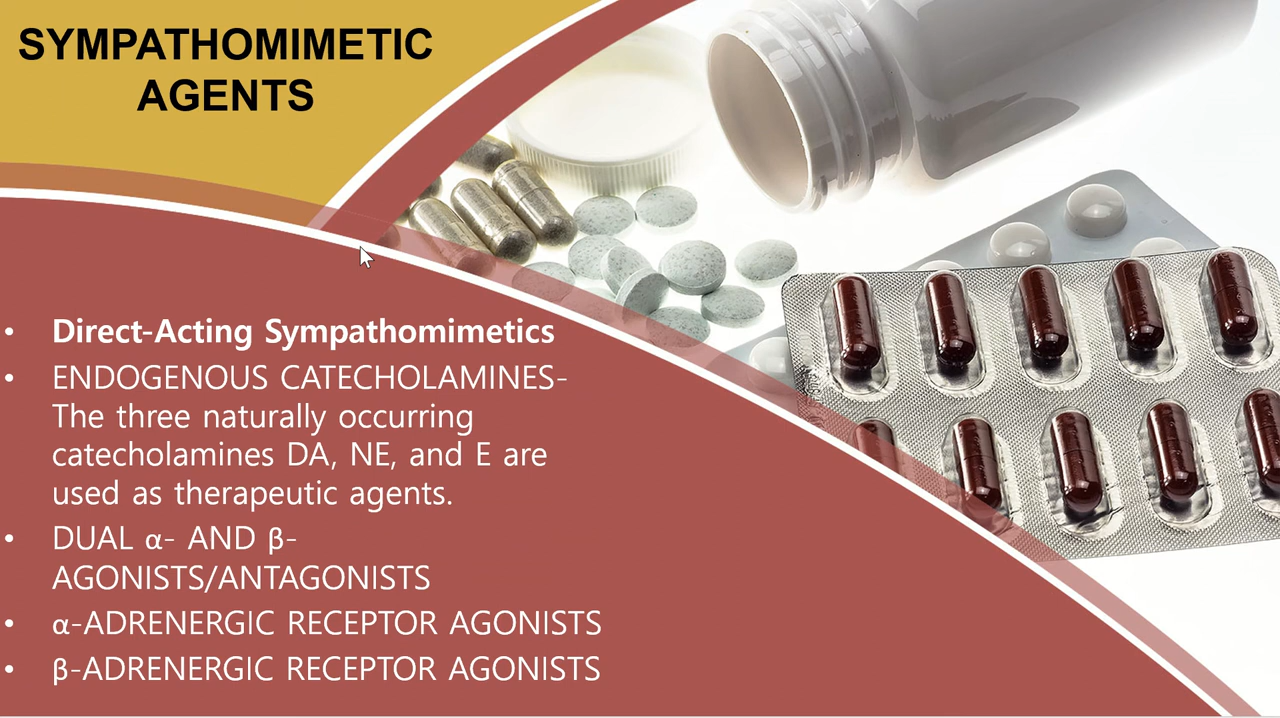 SYMPATHOMIMETIC
AGENTS
• Direct-Acting Sympathomimetics
• ENDOGENOUS CATECHOLAMINES-
The three naturally occurring
catecholamines DA, NE, and E are
used as therapeutic agents.
• DUAL α- AND β-
AGONISTS/ANTAGONISTS
• α-ADRENERGIC RECEPTOR AGONISTS
• β-ADRENERGIC RECEPTOR AGONISTS